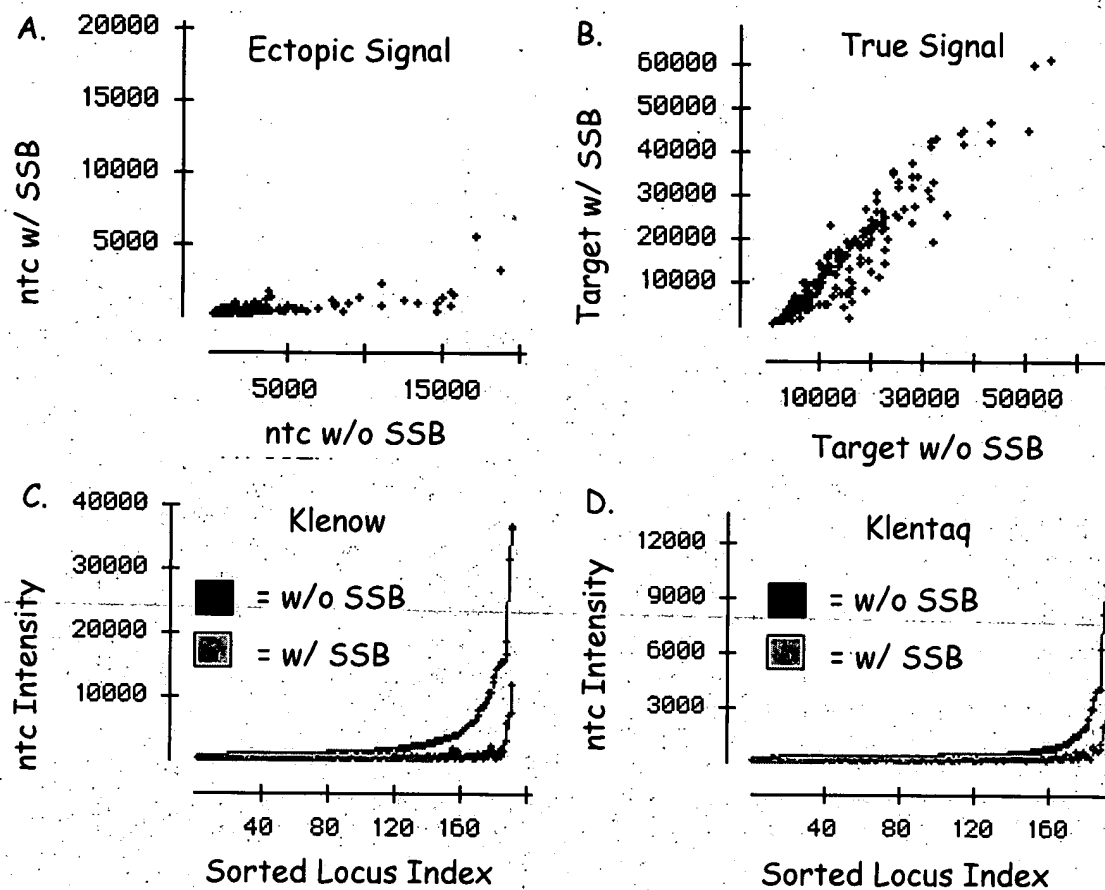 A.
Ectopic Signal
20000
15000
10000
5000
ntc w/ SSB
5000 15000
ntc w/o SSB
B.
True Signal
60000
50000
40000
30000
20000
10000
Target w/ SSB
10000 30000 50000
Target w/o SSB
C.
Klenow
40000
30000
20000
10000
ntc Intensity
= w/o SSB
= w/ SSB
40 80 120 160
Sorted Locus Index
D.
Klentaq
12000
9000
6000
3000
ntc Intensity
= w/o SSB
= w/ SSB
40 80 120 160
Sorted Locus Index